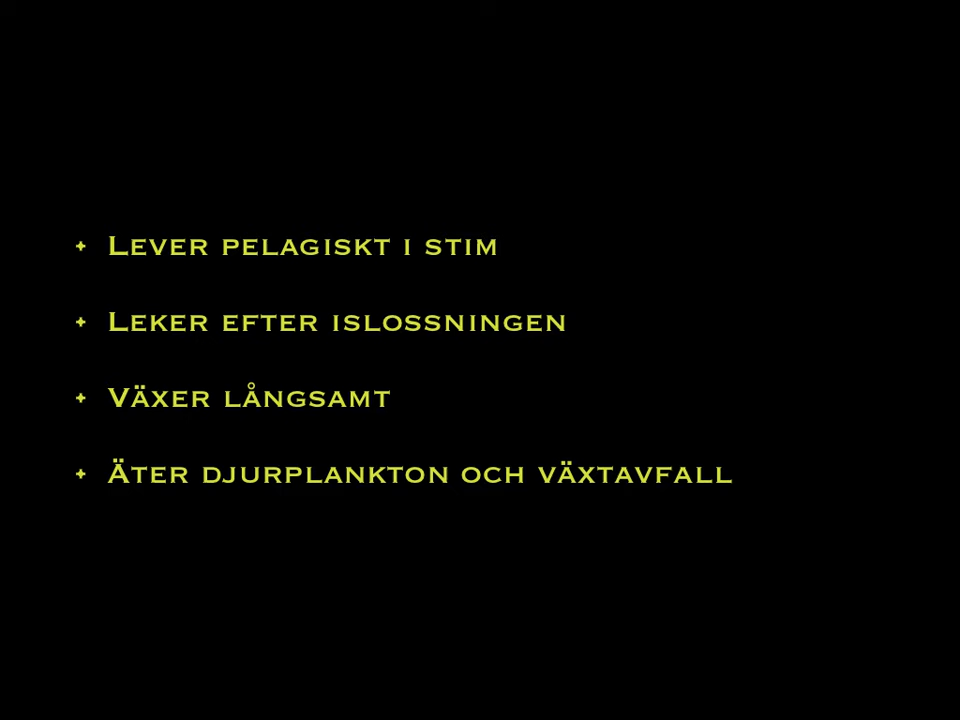 Lever pelagiskt i stim
Leker efter islossningen
Växer långsamt
Äter djurplankton och växtavfall